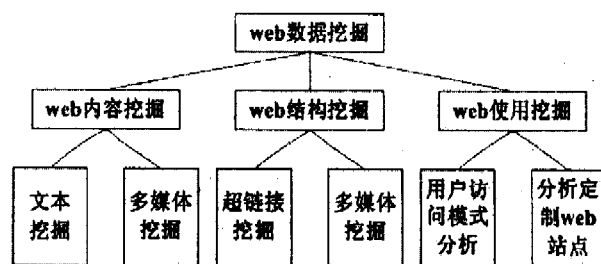 web数据挖掘
web内容挖掘 web结构挖掘 web使用挖掘
文本
挖掘
多媒体
挖掘
超链接
挖掘
多媒体
挖掘
用户访
问模式
分析
分析定
制web
站点